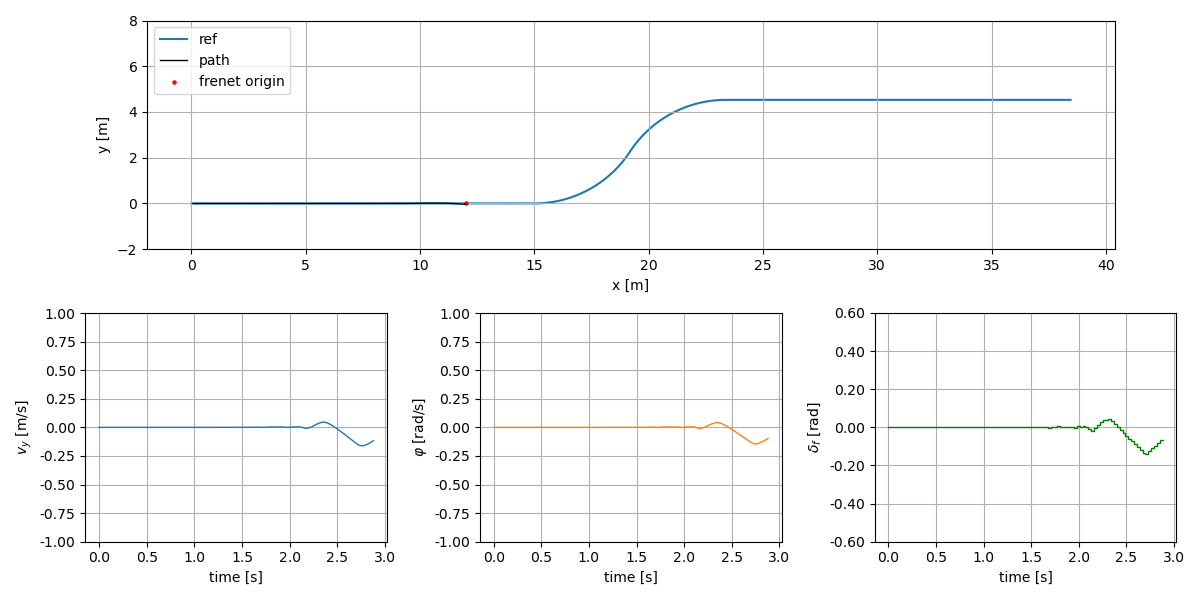 8
6
4
2
0
−2
y [m]
ref
path
frenet origin
0 5 10 15 20 25 30 35 40
x [m]
1.00
0.75
0.50
0.25
0.00
-0.25
-0.50
-0.75
-1.00
v_y [m/s]
0.0 0.5 1.0 1.5 2.0 2.5 3.0
time [s]
1.00
0.75
0.50
0.25
0.00
-0.25
-0.50
-0.75
-1.00
φ [rad/s]
0.0 0.5 1.0 1.5 2.0 2.5 3.0
time [s]
0.60
0.40
0.20
0.00
-0.20
-0.40
-0.60
δ_f [rad]
0.0 0.5 1.0 1.5 2.0 2.5 3.0
time [s]